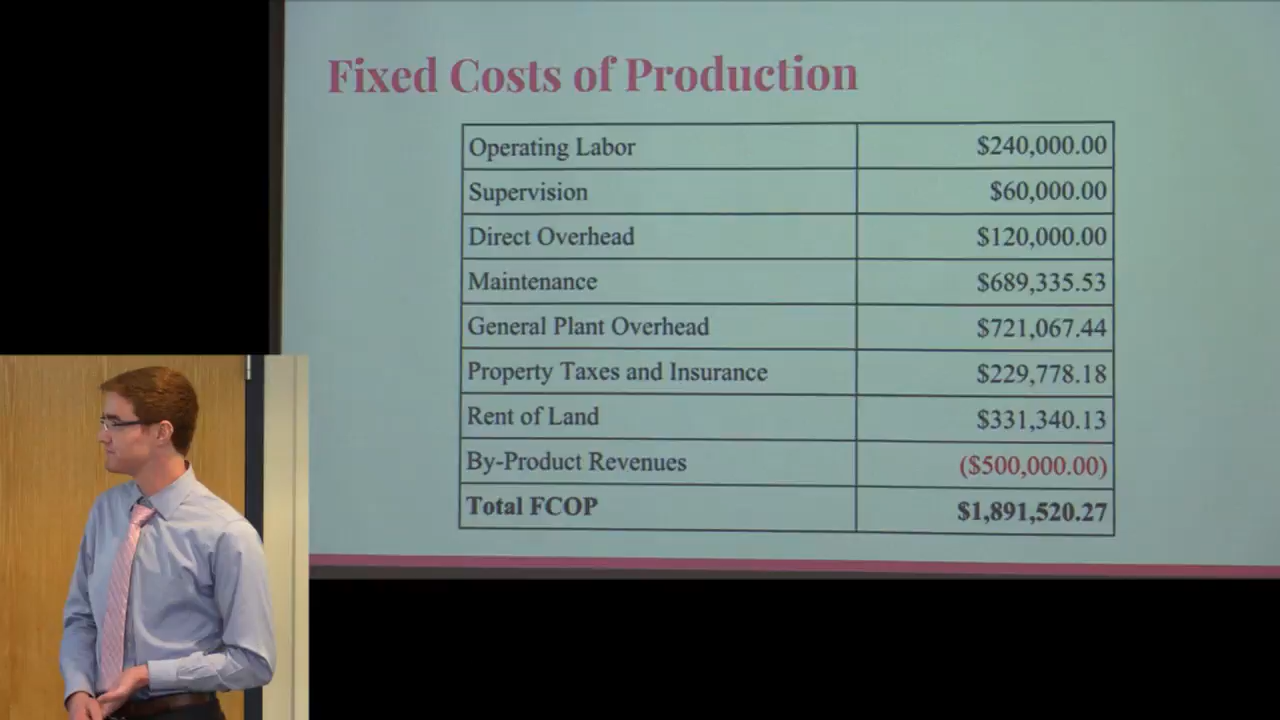 Fixed Costs of Production
Operating Labor $240,000.00
Supervision $60,000.00
Direct Overhead $120,000.00
Maintenance $689,335.53
General Plant Overhead $721,067.44
Property Taxes and Insurance $229,778.18
Rent of Land $331,340.13
By-Product Revenues ($500,000.00)
Total FCOP $1,891,520.27